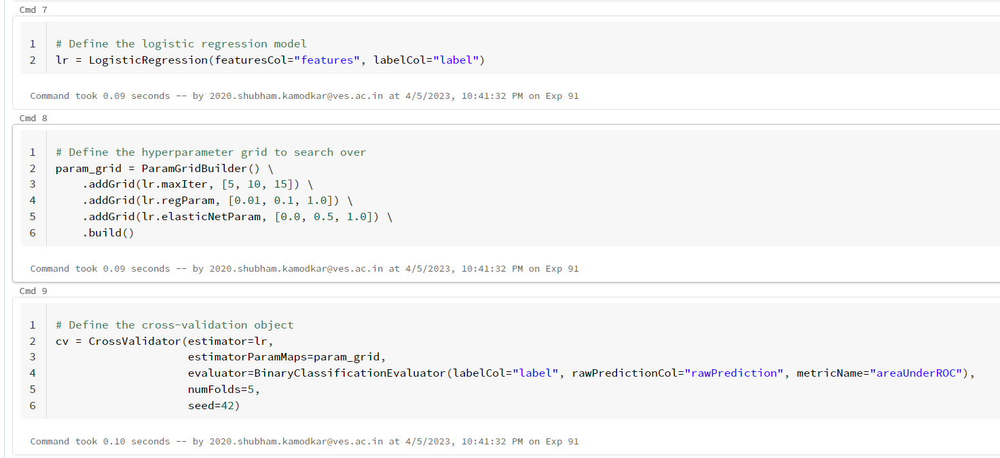 Cmd 7
1 # Define the logistic regression model
2 lr = LogisticRegression(featuresCol="features", labelCol="label")
Command took 0.09 seconds -- by 2020.shubham.kamodkar@ves.ac.in at 4/5/2023, 10:41:32 PM on Exp 91
Cmd 8
1 # Define the hyperparameter grid to search over
2 param_grid = ParamGridBuilder() \
3     .addGrid(lr.maxIter, [5, 10, 15]) \
4     .addGrid(lr.regParam, [0.01, 0.1, 1.0]) \
5     .addGrid(lr.elasticNetParam, [0.0, 0.5, 1.0]) \
6     .build()
Command took 0.09 seconds -- by 2020.shubham.kamodkar@ves.ac.in at 4/5/2023, 10:41:32 PM on Exp 91
Cmd 9
1 # Define the cross-validation object
2 cv = CrossValidator(estimator=lr,
3                     estimatorParamMaps=param_grid,
4                     evaluator=BinaryClassificationEvaluator(labelCol="label", rawPredictionCol="rawPrediction", metricName="areaUnderROC"),
5                     numFolds=5,
6                     seed=42)
Command took 0.10 seconds -- by 2020.shubham.kamodkar@ves.ac.in at 4/5/2023, 10:41:32 PM on Exp 91